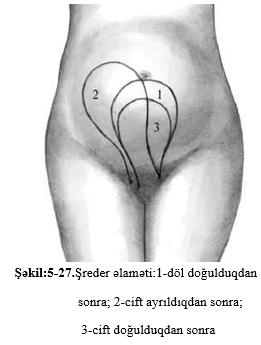 2
1
3
Şəkil:5-27.Şreder əlaməti:1-döl doğulduqdan
sonra; 2-cift ayrıldıqdan sonra;
3-cift doğulduqdan sonra